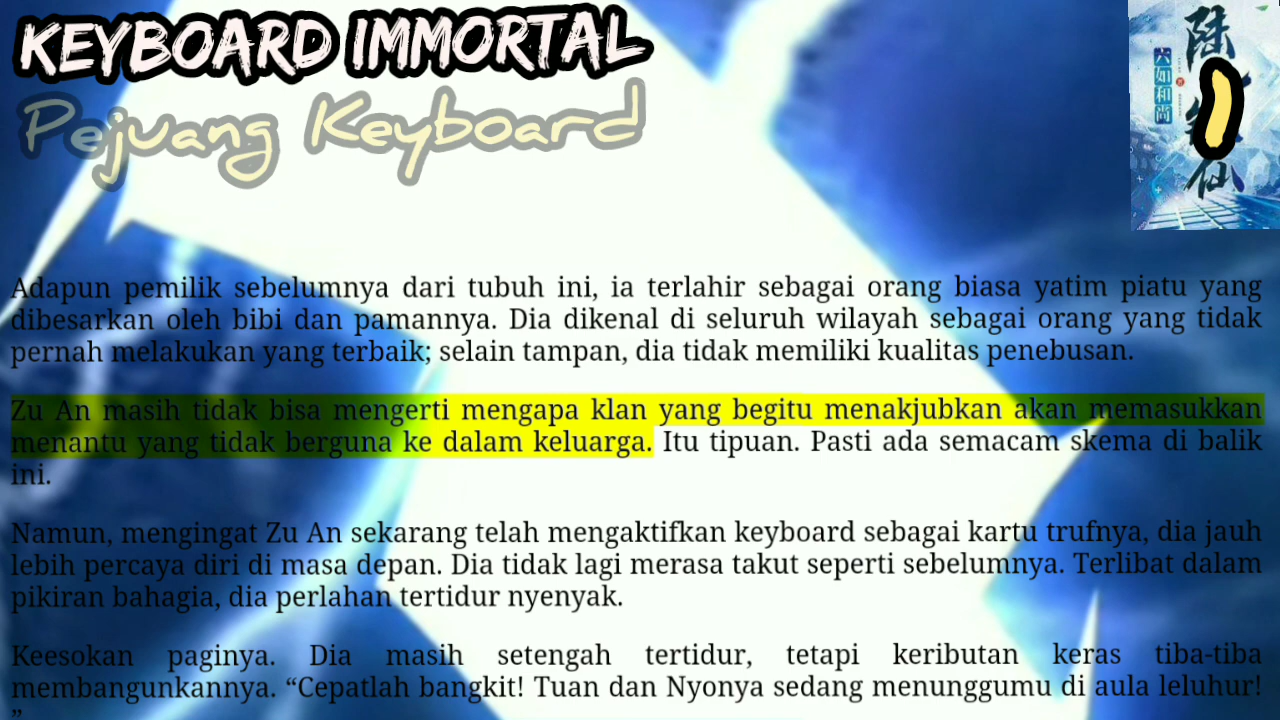 KEYBOARD IMMORTAL
Pejuang Keyboard
陆
仙
六如和尚
Adapun pemilik sebelumnya dari tubuh ini, ia terlahir sebagai orang biasa yatim piatu yang
dibesarkan oleh bibi dan pamannya. Dia dikenal di seluruh wilayah sebagai orang yang tidak
pernah melakukan yang terbaik; selain tampan, dia tidak memiliki kualitas penebusan.
Zu An masih tidak bisa mengerti mengapa klan yang begitu menakjubkan akan memasukkan
menantu yang tidak berguna ke dalam keluarga. Itu tipuan. Pasti ada semacam skema di balik
ini.
Namun, mengingat Zu An sekarang telah mengaktifkan keyboard sebagai kartu trufnya, dia jauh
lebih percaya diri di masa depan. Dia tidak lagi merasa takut seperti sebelumnya. Terlibat dalam
pikiran bahagia, dia perlahan tertidur nyenyak.
Keesokan paginya. Dia masih setengah tertidur, tetapi keributan keras tiba-tiba
membangunkannya. “Cepatlah bangkit! Tuan dan Nyonya sedang menunggumu di aula leluhur!
”